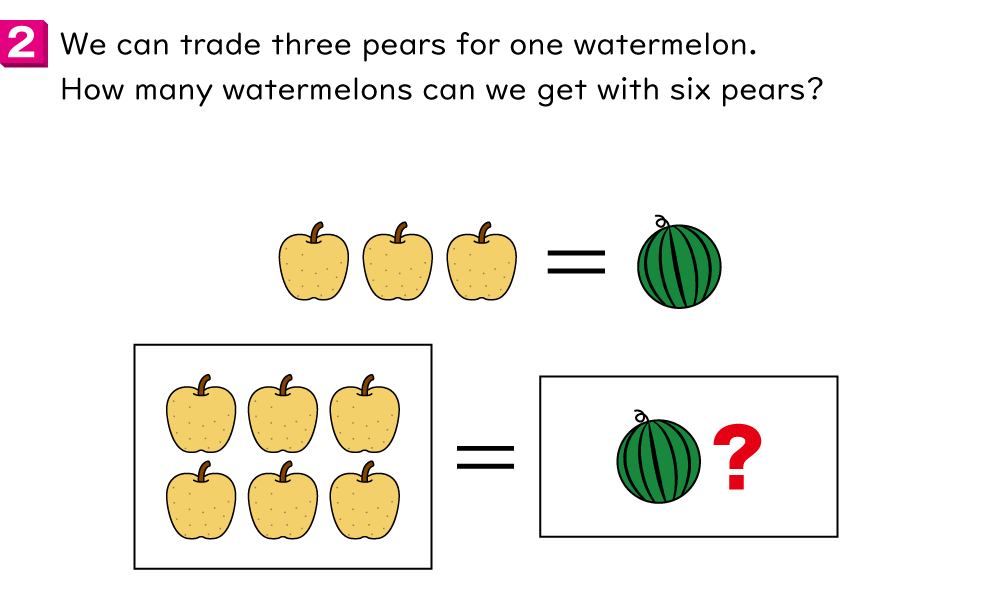 2 We can trade three pears for one watermelon.
How many watermelons can we get with six pears?
=
= ?